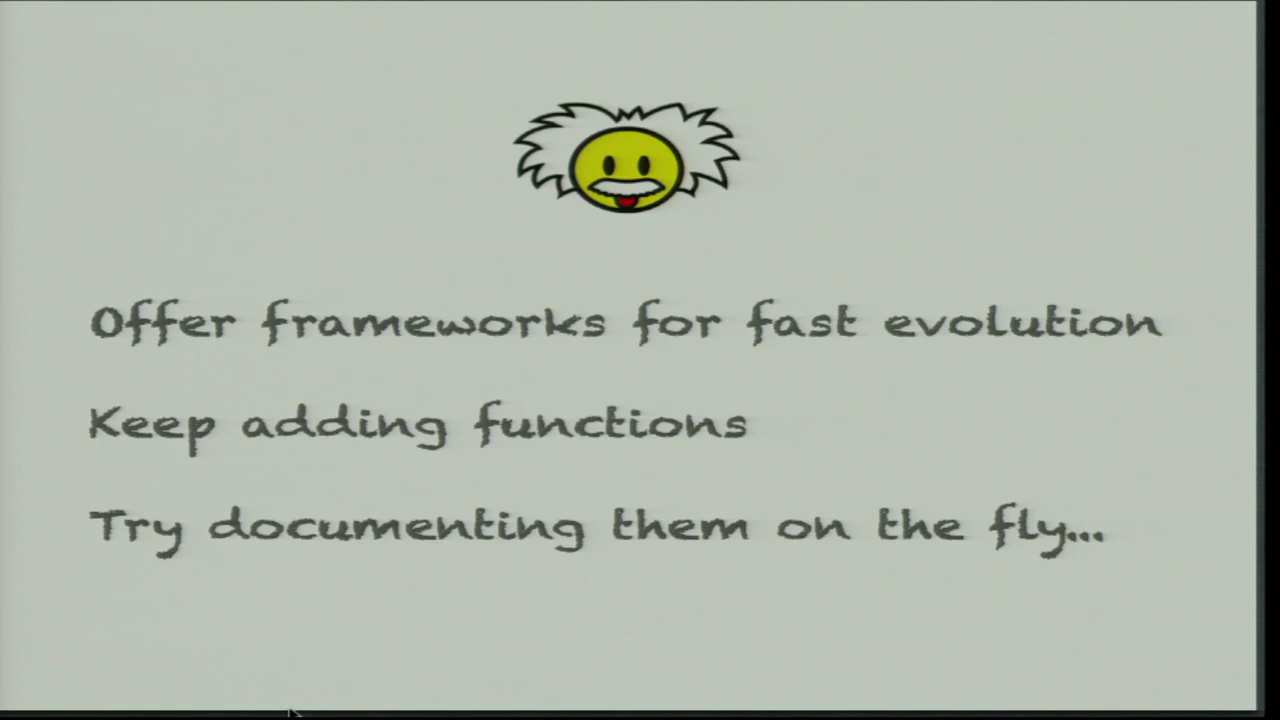 Offer frameworks for fast evolution
Keep adding functions
Try documenting them on the fly...